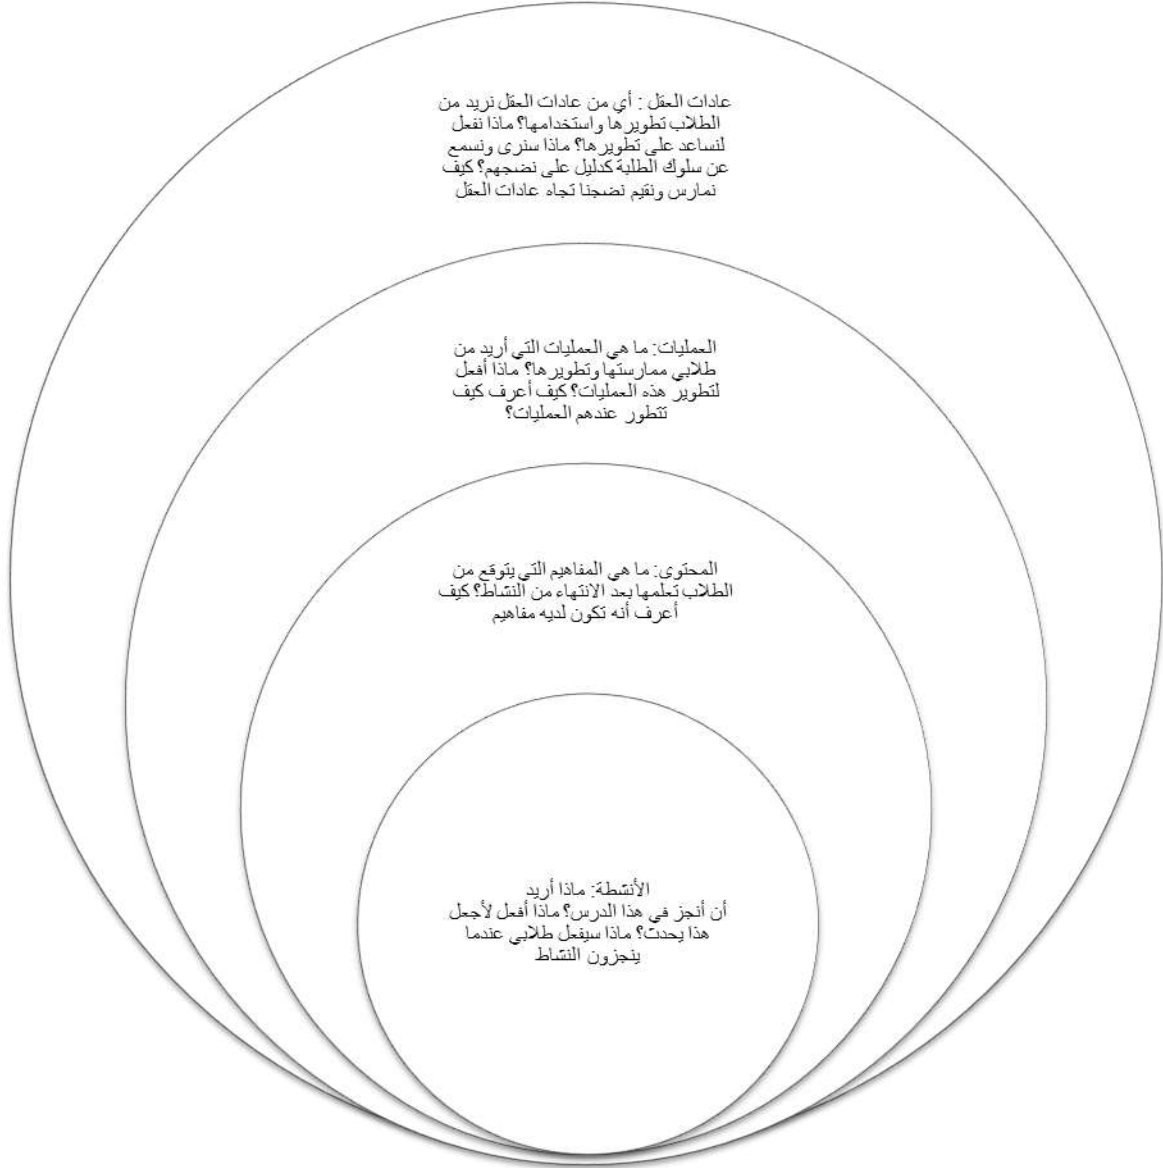 عادات العقل : أي من عادات العقل نريد من
الطلاب تطويرها واستخدامها؟ ماذا نفعل
لنساعد على تطويرها؟ ماذا سنرى ونسمع
عن سلوك الطلبة كدليل على نضجهم؟ كيف
نمارس ونقيم نضجنا تجاه عادات العقل
العمليات: ما هي العمليات التي أريد من
طلابي ممارستها وتطويرها؟ ماذا أفعل
لتطوير هذه العمليات؟ كيف أعرف كيف
تتطور عندهم العمليات؟
المحتوى: ما هي المفاهيم التي يتوقع من
الطلاب تعلمها بعد الانتهاء من النشاط؟ كيف
أعرف أنه تكون لديه مفاهيم
الأنشطة: ماذا أريد
أن أنجز في هذا الدرس؟ ماذا أفعل لأجعل
هذا يحدث؟ ماذا سيفعل طلابي عندما
ينجزون النشاط